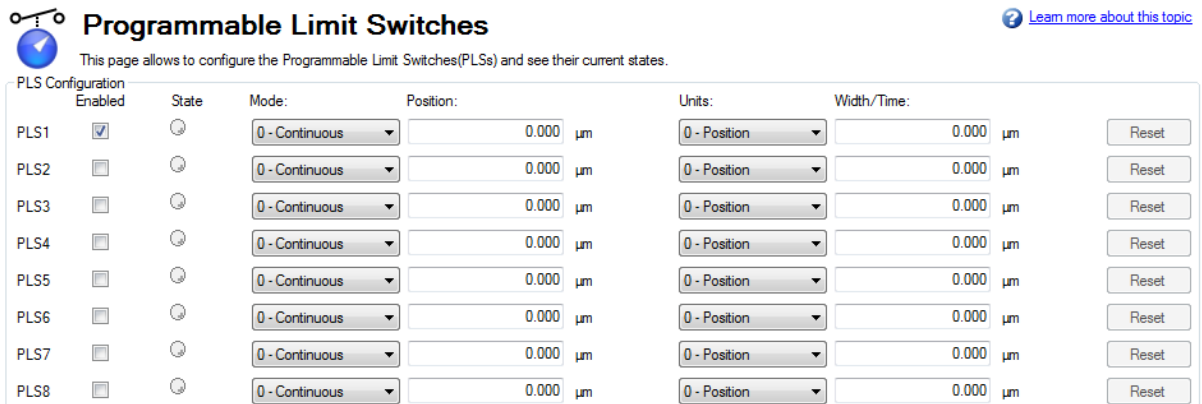 Programmable Limit Switches
Learn more about this topic
This page allows to configure the Programmable Limit Switches(PLSs) and see their current states.
PLS Configuration
Enabled State Mode: Position: Units: Width/Time:
PLS1 0 - Continuous 0.000 µm 0 - Position 0.000 µm Reset
PLS2 0 - Continuous 0.000 µm 0 - Position 0.000 µm Reset
PLS3 0 - Continuous 0.000 µm 0 - Position 0.000 µm Reset
PLS4 0 - Continuous 0.000 µm 0 - Position 0.000 µm Reset
PLS5 0 - Continuous 0.000 µm 0 - Position 0.000 µm Reset
PLS6 0 - Continuous 0.000 µm 0 - Position 0.000 µm Reset
PLS7 0 - Continuous 0.000 µm 0 - Position 0.000 µm Reset
PLS8 0 - Continuous 0.000 µm 0 - Position 0.000 µm Reset